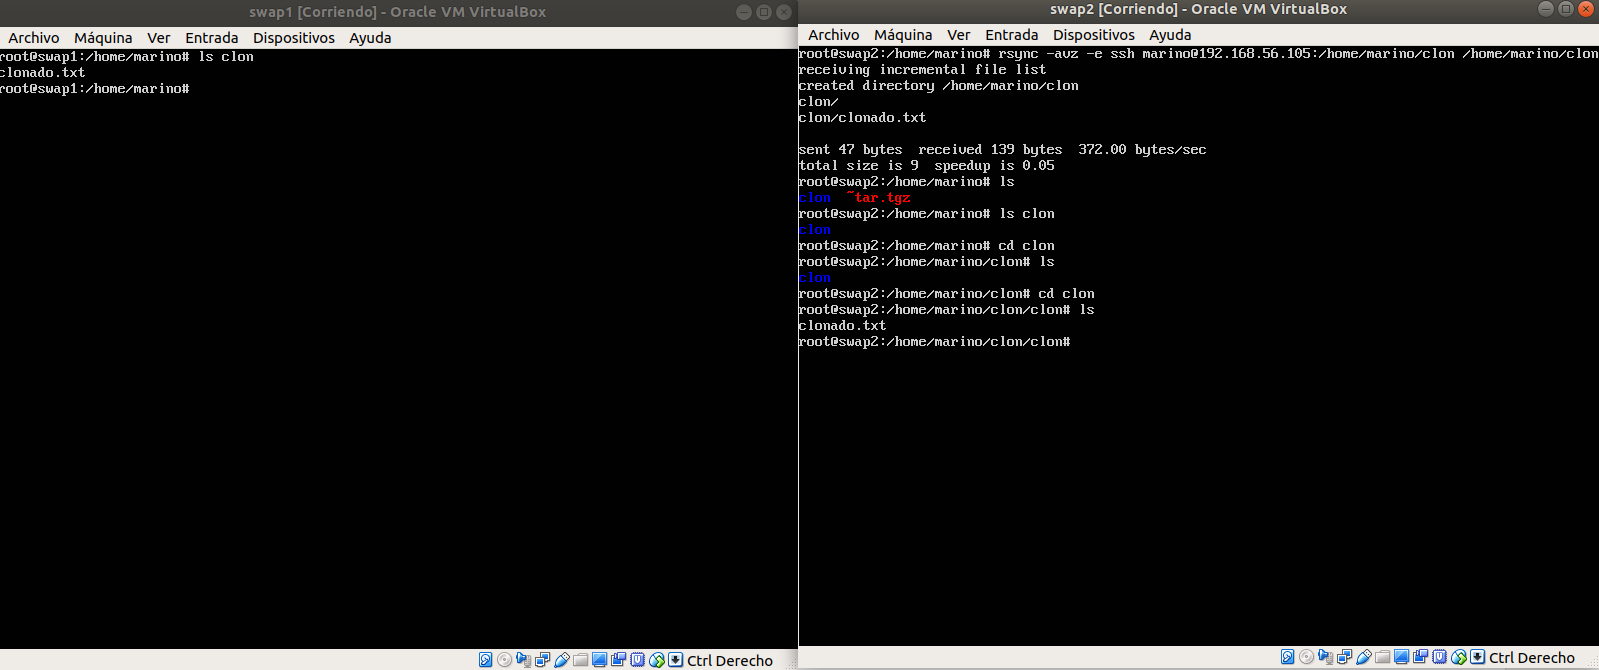 swap1 [Corriendo] - Oracle VM VirtualBox
Archivo Máquina Ver Entrada Dispositivos Ayuda
root@swap1:/home/marino# ls clon
clonado.txt
root@swap1:/home/marino#
Ctrl Derecho
swap2 [Corriendo] - Oracle VM VirtualBox
Archivo Máquina Ver Entrada Dispositivos Ayuda
root@swap2:/home/marino# rsync -avz -e ssh marino@192.168.56.105:/home/marino/clon /home/marino/clon
receiving incremental file list
created directory /home/marino/clon
clon/
clon/clonado.txt
sent 47 bytes  received 139 bytes  372.00 bytes/sec
total size is 9  speedup is 0.05
root@swap2:/home/marino# ls
clon  ~tar.tgz
root@swap2:/home/marino# ls clon
clon
root@swap2:/home/marino# cd clon
root@swap2:/home/marino/clon# ls
clon
root@swap2:/home/marino/clon# cd clon
root@swap2:/home/marino/clon/clon# ls
clonado.txt
root@swap2:/home/marino/clon/clon#
Ctrl Derecho